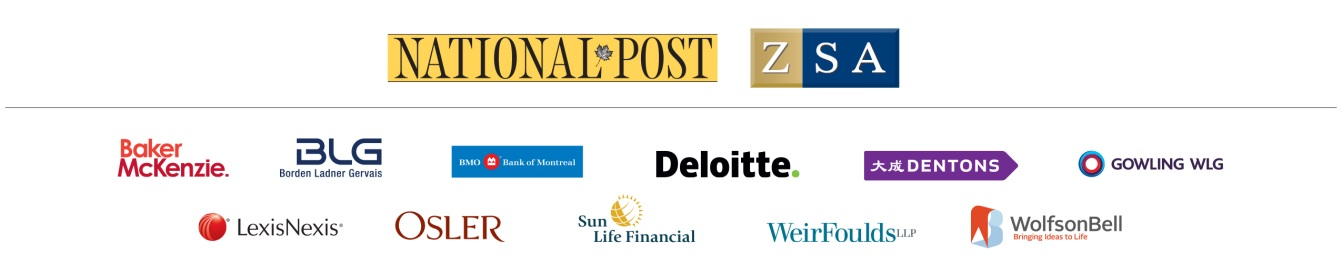 NATIONAL POST
ZSA
Baker
McKenzie.
BLG
Borden Ladner Gervais
BMO Bank of Montreal
Deloitte.
大成 DENTONS
GOWLING WLG
LexisNexis®
OSLER
Sun
Life Financial
WeirFoulds LLP
WolfsonBell
Bringing Ideas to Life